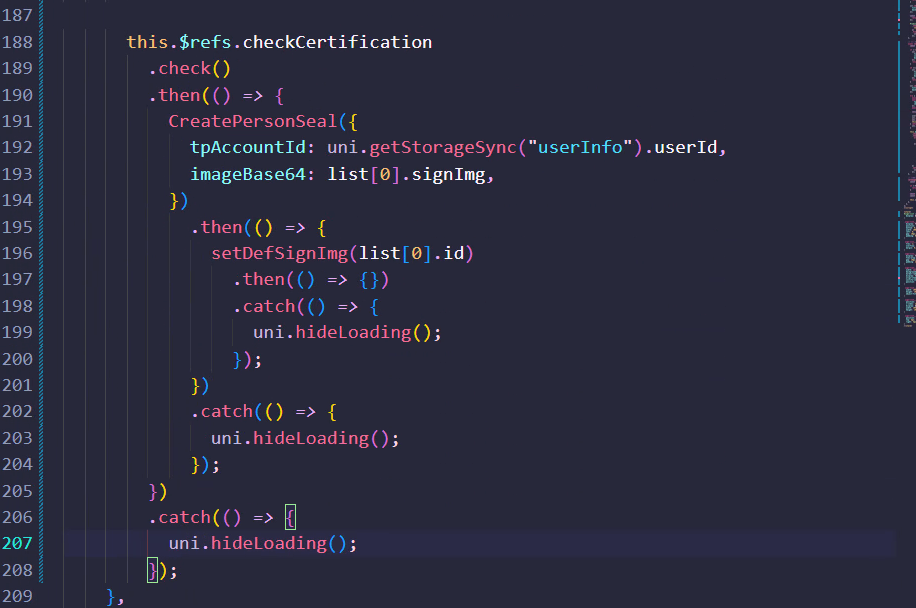 187
188 this.$refs.checkCertification
189 .check()
190 .then(() => {
191 CreatePersonSeal({
192 tpAccountId: uni.getStorageSync("userInfo").userId,
193 imageBase64: list[0].signImg,
194 })
195 .then(() => {
196 setDefSignImg(list[0].id)
197 .then(() => {})
198 .catch(() => {
199 uni.hideLoading();
200 });
201 })
202 .catch(() => {
203 uni.hideLoading();
204 });
205 })
206 .catch(() => {
207 uni.hideLoading();
208 });
209 },